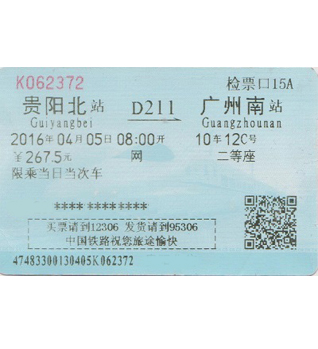 K062372 检票口15A
贵阳北站 D211 广州南站
Guiyangbei Guangzhounan
2016年04月05日08:00开 10车12C号
￥267.5元 网 二等座
限乘当日当次车
**** **** ******
买票请到12306 发货请到95306
中国铁路祝您旅途愉快
47483300130405K062372